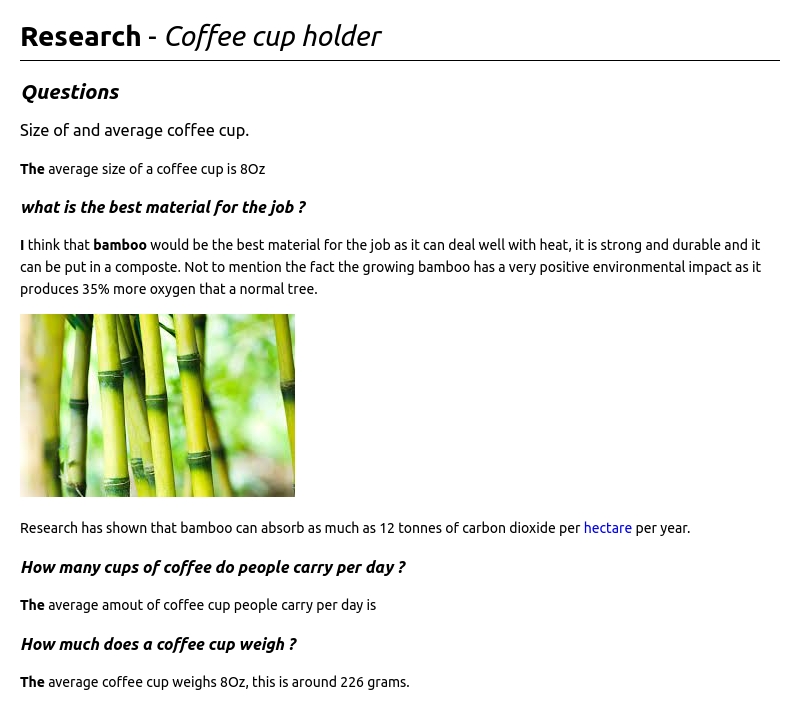 Research - Coffee cup holder
Questions
Size of and average coffee cup.
The average size of a coffee cup is 8Oz
what is the best material for the job ?
I think that bamboo would be the best material for the job as it can deal well with heat, it is strong and durable and it
can be put in a composte. Not to mention the fact the growing bamboo has a very positive environmental impact as it
produces 35% more oxygen that a normal tree.
Research has shown that bamboo can absorb as much as 12 tonnes of carbon dioxide per hectare per year.
How many cups of coffee do people carry per day ?
The average amout of coffee cup people carry per day is
How much does a coffee cup weigh ?
The average coffee cup weighs 8Oz, this is around 226 grams.